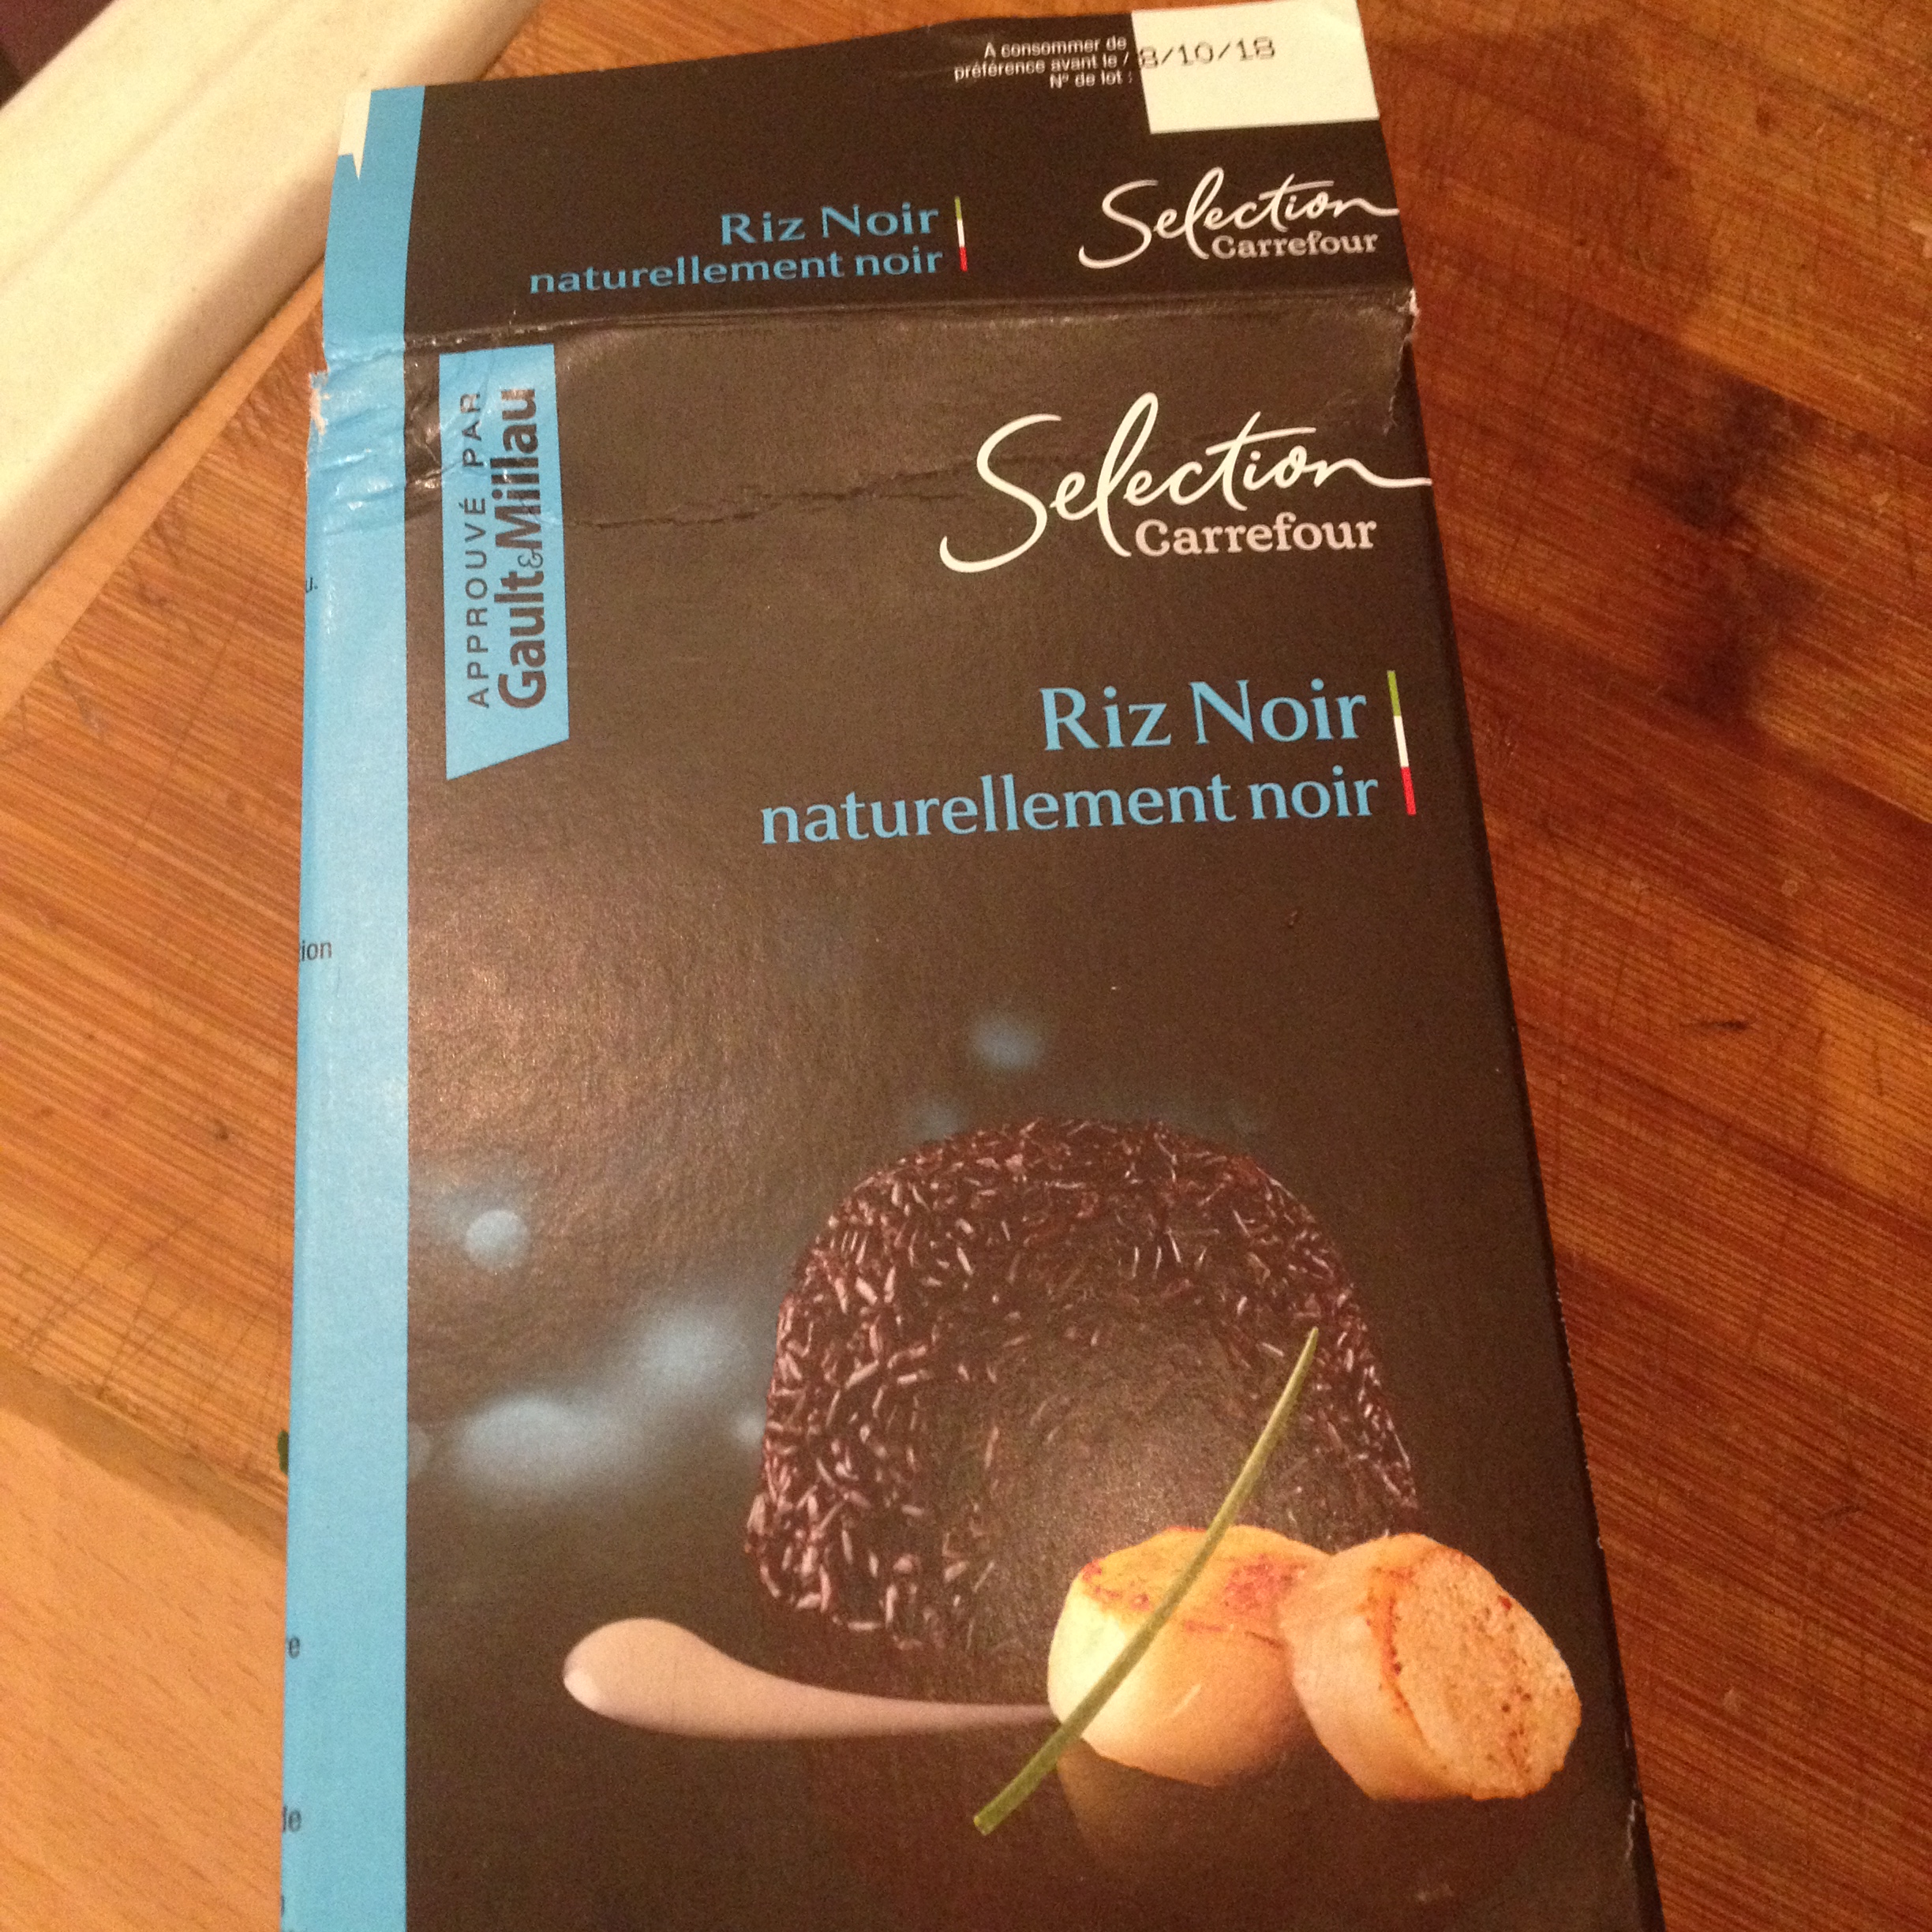 A consommer de
préférence avant le /
N° de lot :
8/10/18
Riz Noir
naturellement noir
Selection
Carrefour
APPROUVÉ PAR
Gault&Millau
Selection
Carrefour
Riz Noir
naturellement noir